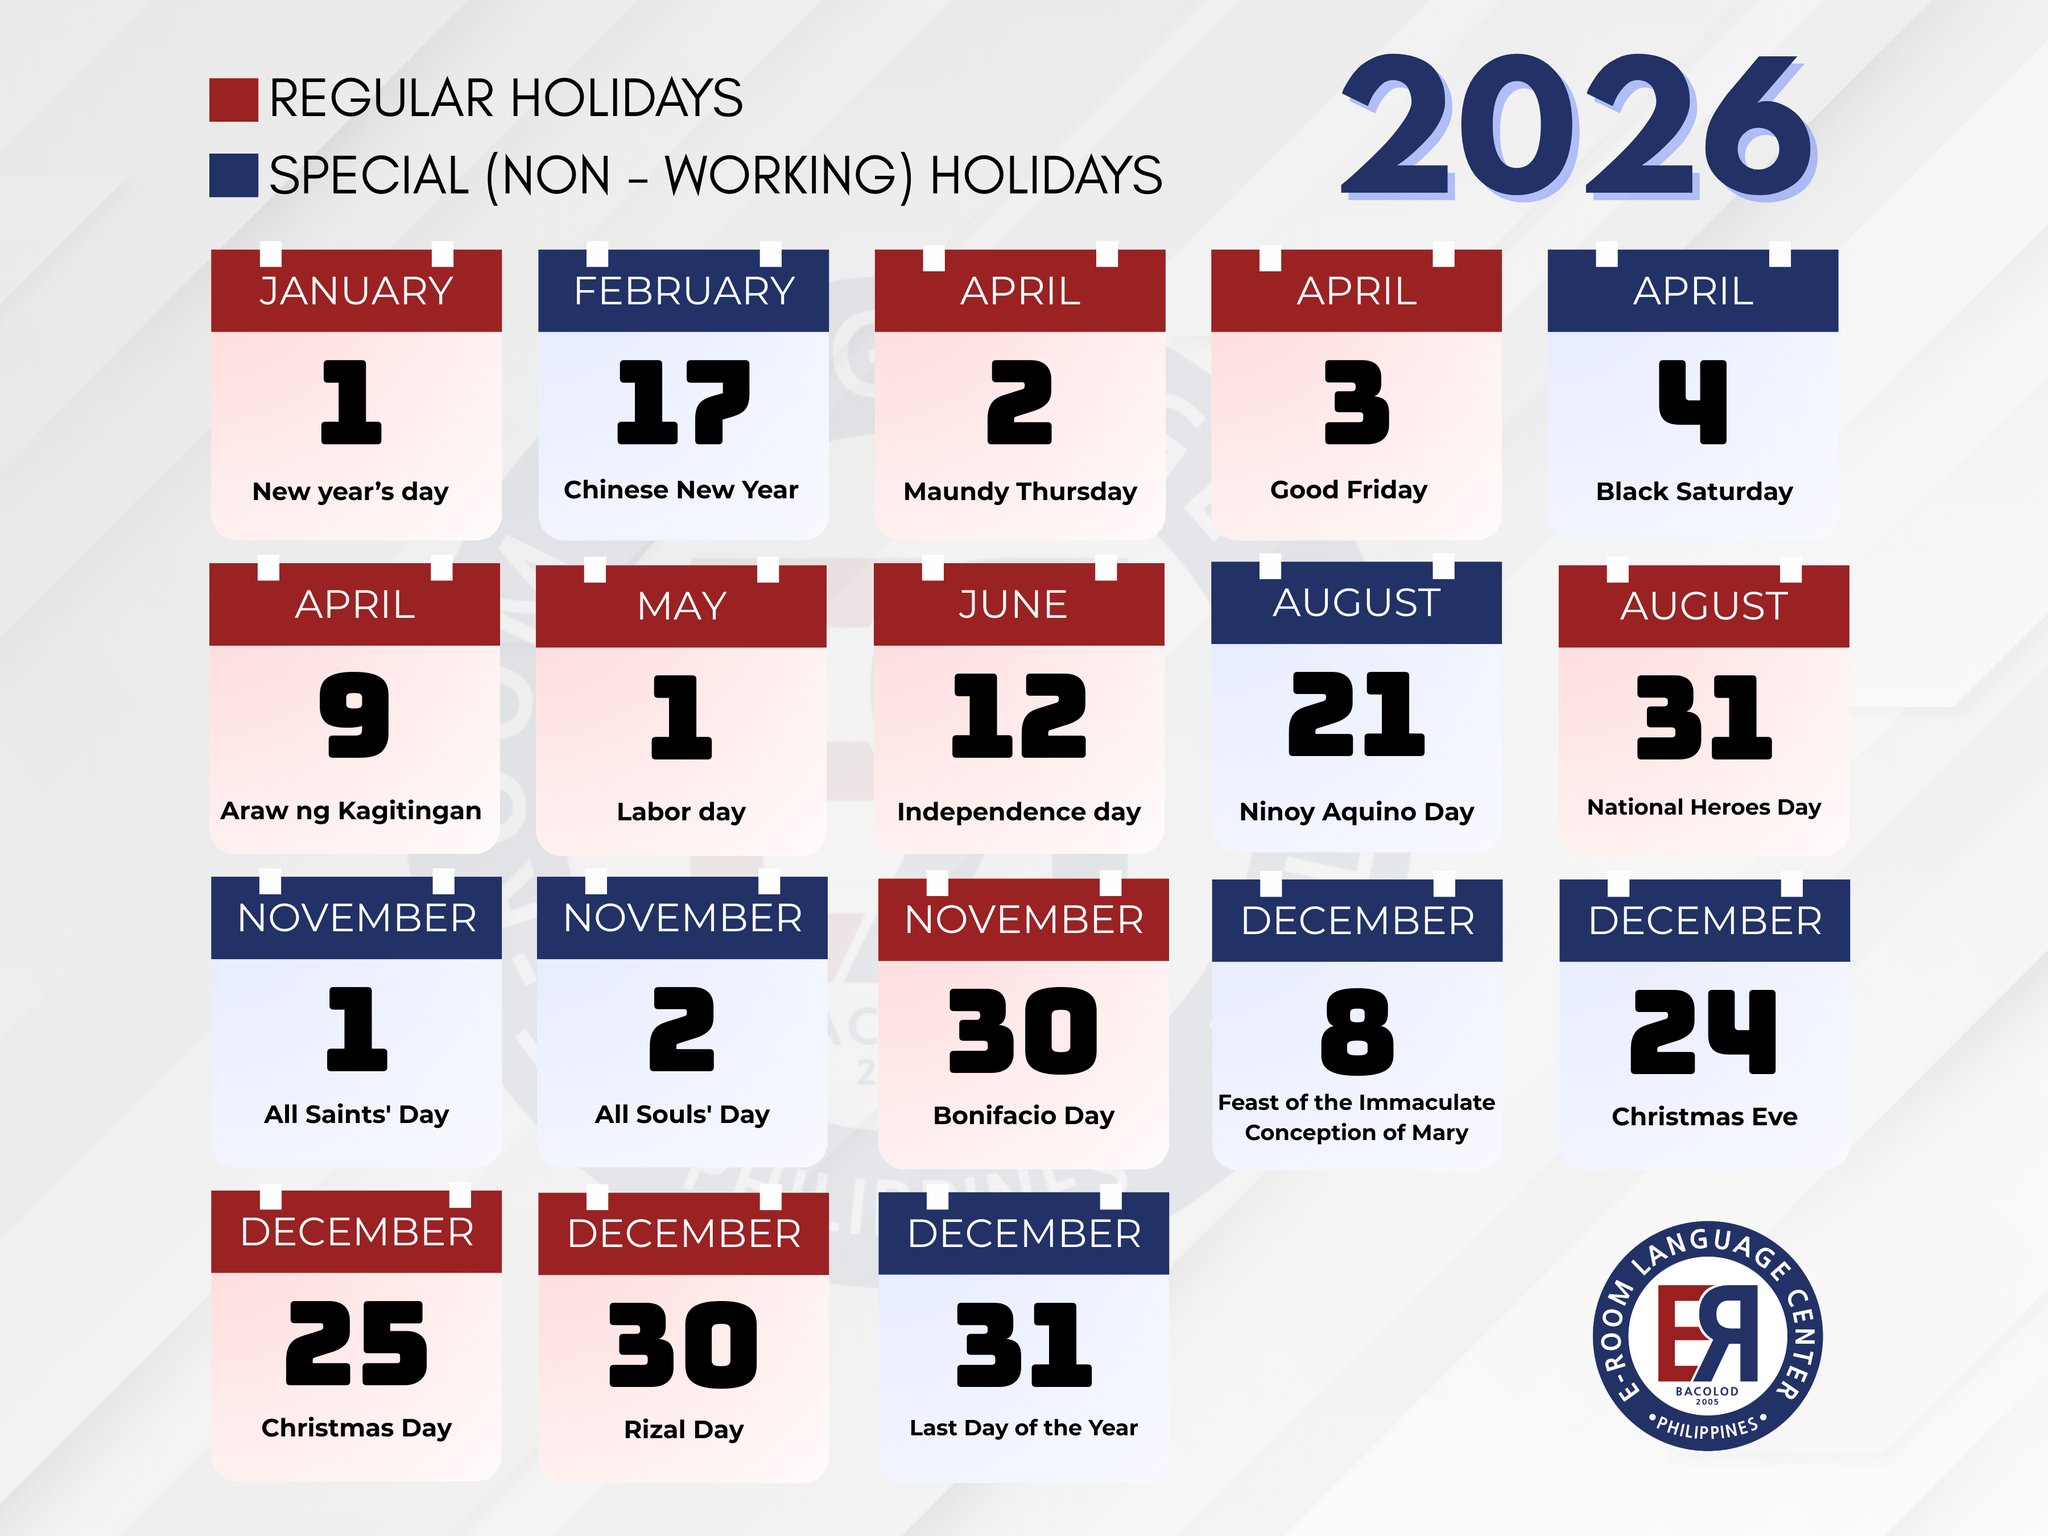 REGULAR HOLIDAYS
SPECIAL (NON - WORKING) HOLIDAYS
2026
JANUARY
1
New year's day
FEBRUARY
17
Chinese New Year
APRIL
2
Maundy Thursday
APRIL
3
Good Friday
APRIL
4
Black Saturday
APRIL
9
Araw ng Kagitingan
MAY
1
Labor day
JUNE
12
Independence day
AUGUST
21
Ninoy Aquino Day
AUGUST
31
National Heroes Day
NOVEMBER
1
All Saints' Day
NOVEMBER
2
All Souls' Day
NOVEMBER
30
Bonifacio Day
DECEMBER
8
Feast of the Immaculate
Conception of Mary
DECEMBER
24
Christmas Eve
DECEMBER
25
Christmas Day
DECEMBER
30
Rizal Day
DECEMBER
31
Last Day of the Year
E-ROOM LANGUAGE CENTER
ER
BACOLOD
2005
•PHILIPPINES•